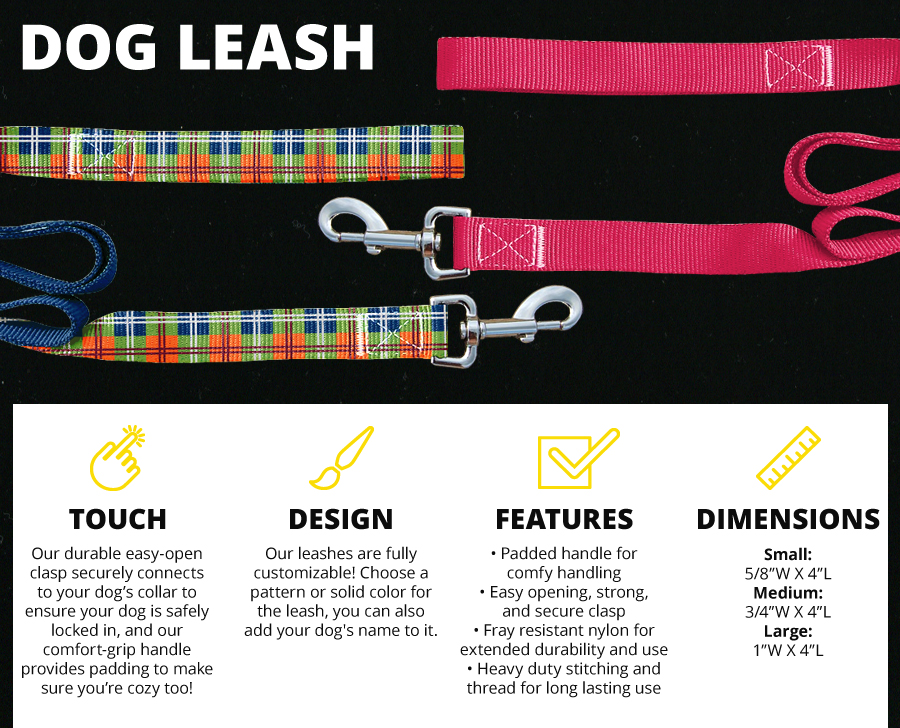 DOG LEASH
TOUCH
Our durable easy-open
clasp securely connects
to your dog’s collar to
ensure your dog is safely
locked in, and our
comfort-grip handle
provides padding to make
sure you’re cozy too!
DESIGN
Our leashes are fully
customizable! Choose a
pattern or solid color for
the leash, you can also
add your dog's name to it.
FEATURES
• Padded handle for
comfy handling
• Easy opening, strong,
and secure clasp
• Fray resistant nylon for
extended durability and use
• Heavy duty stitching and
thread for long lasting use
DIMENSIONS
Small:
5/8”W X 4”L
Medium:
3/4”W X 4”L
Large:
1”W X 4”L